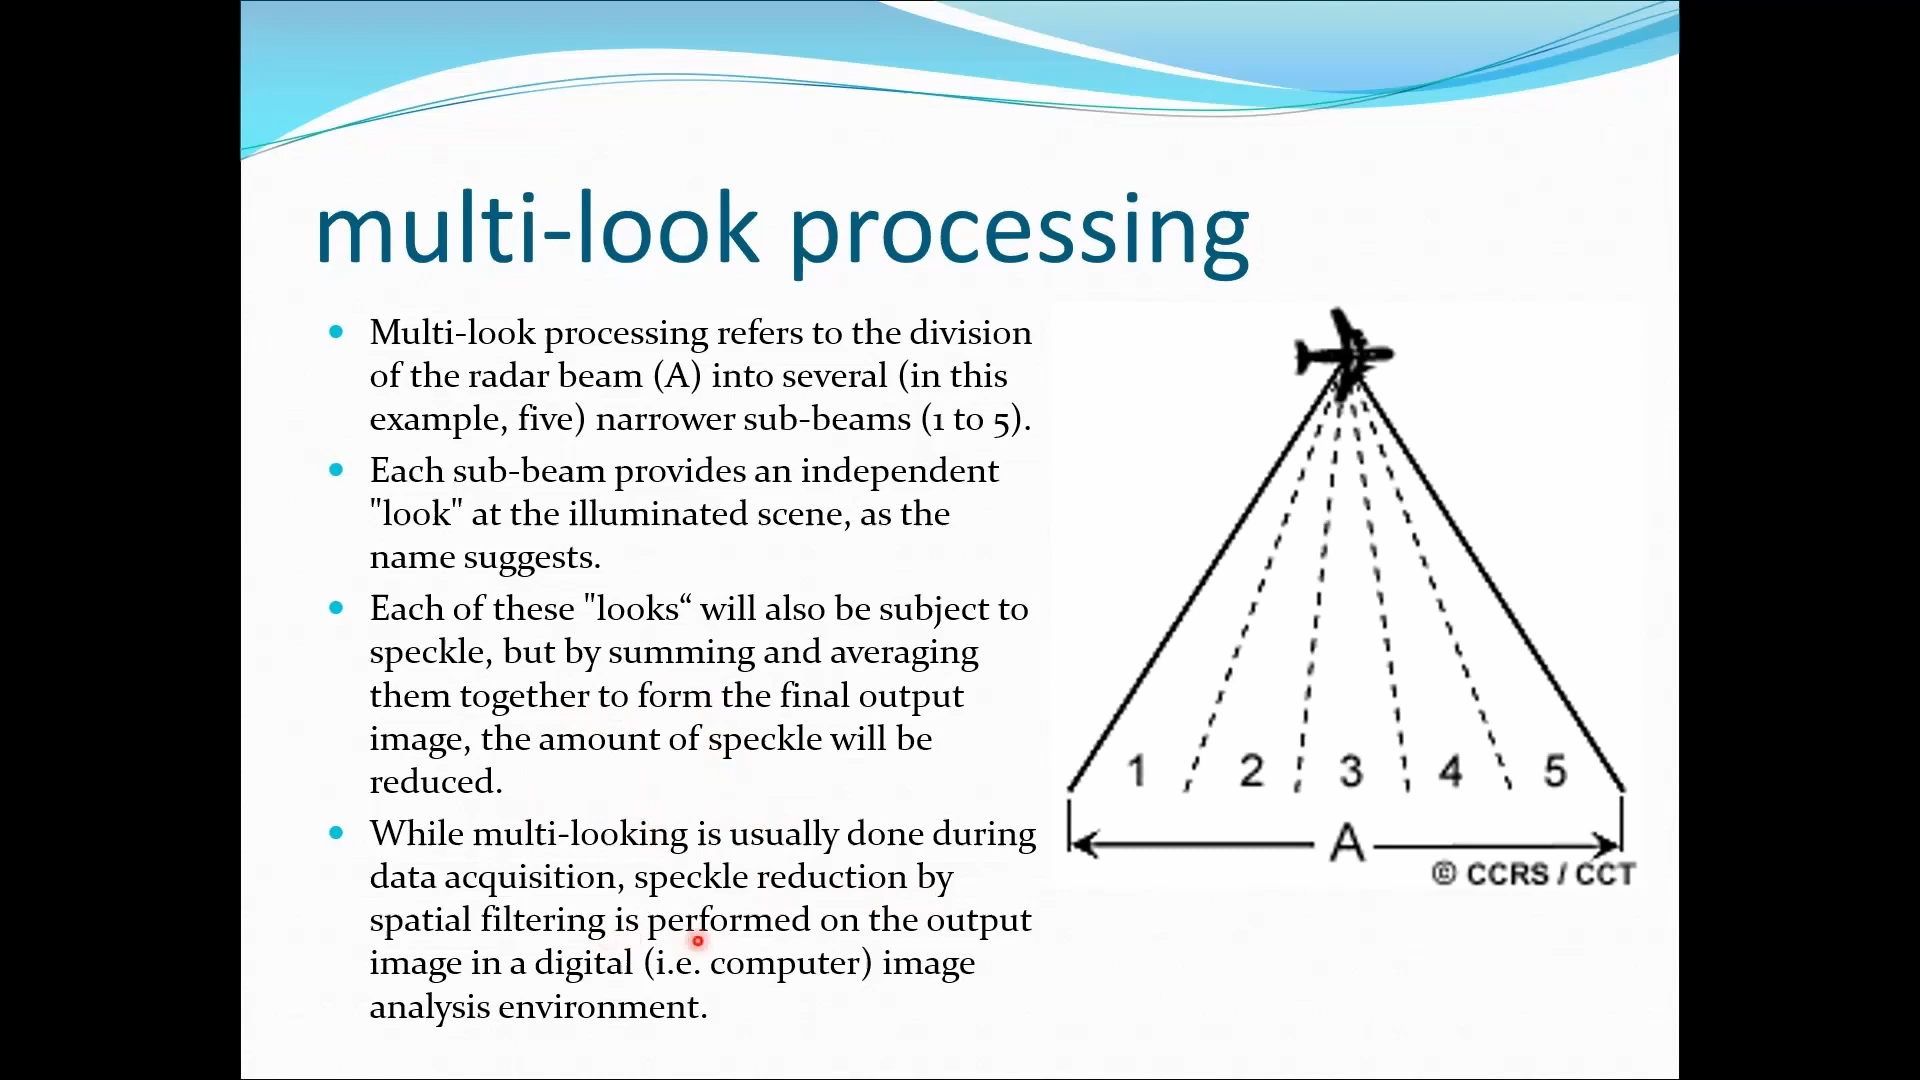 multi-look processing
Multi-look processing refers to the division
of the radar beam (A) into several (in this
example, five) narrower sub-beams (1 to 5).
Each sub-beam provides an independent
"look" at the illuminated scene, as the
name suggests.
Each of these "looks“ will also be subject to
speckle, but by summing and averaging
them together to form the final output
image, the amount of speckle will be
reduced.
While multi-looking is usually done during
data acquisition, speckle reduction by
spatial filtering is performed on the output
image in a digital (i.e. computer) image
analysis environment.
1 2 3 4 5
A
© CCRS / CCT